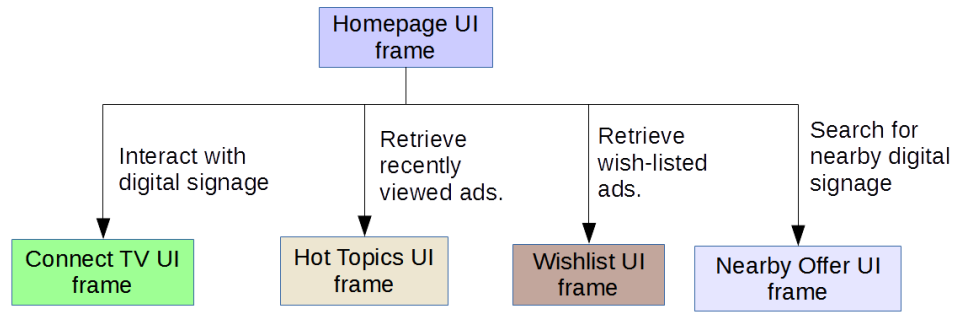 Homepage UI
frame
Interact with
digital signage
Retrieve
recently
viewed ads.
Retrieve
wish-listed
ads.
Search for
nearby digital
signage
Connect TV UI
frame
Hot Topics UI
frame
Wishlist UI
frame
Nearby Offer UI
frame